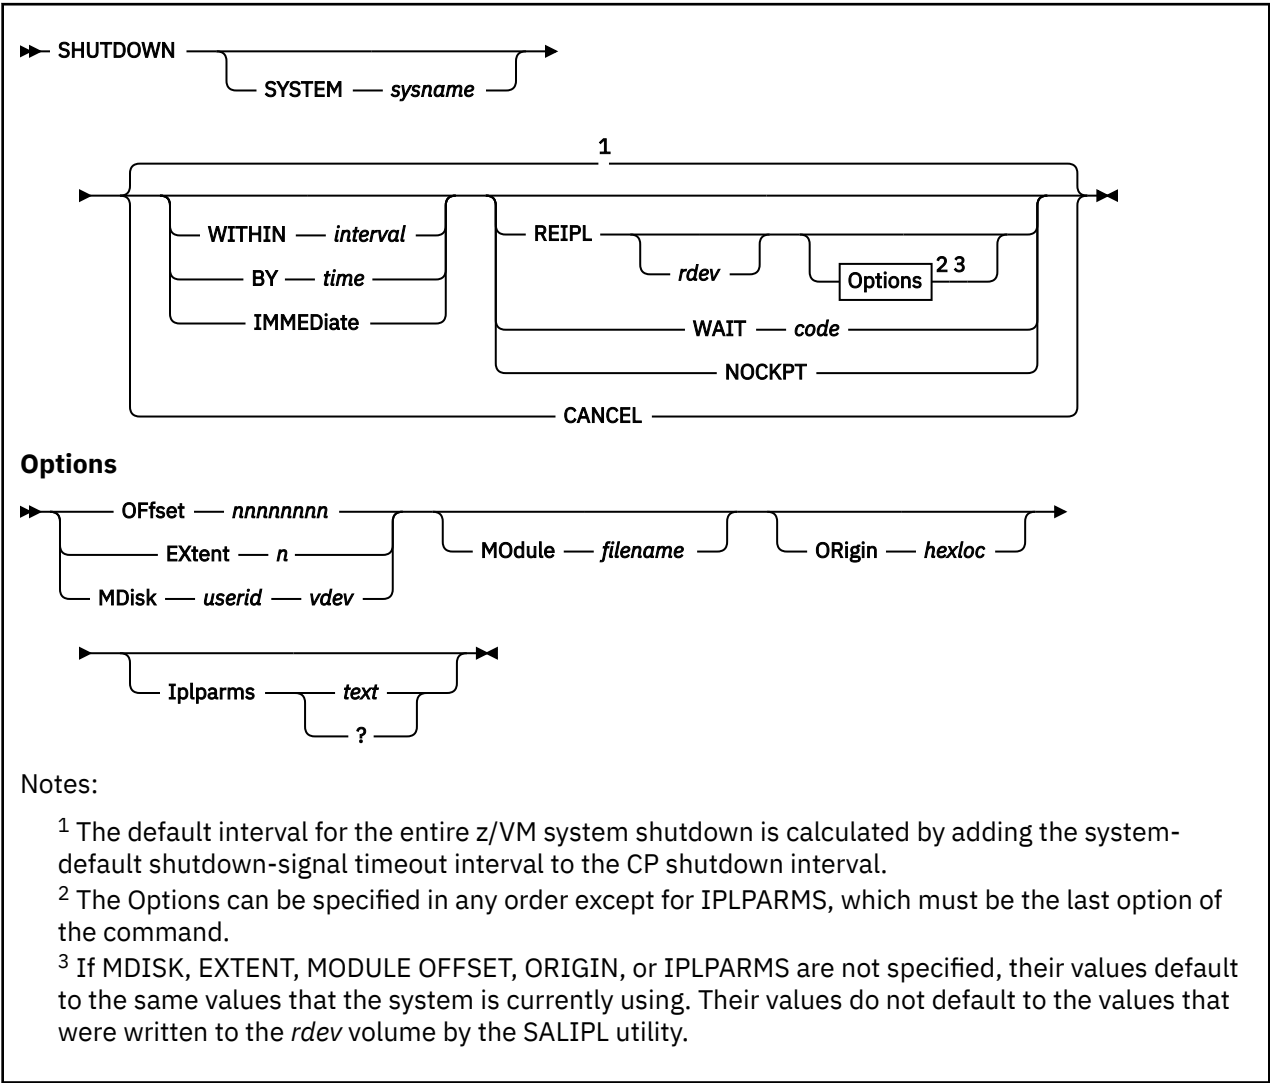 SHUTDOWN
SYSTEM sysname
1
WITHIN interval REIPL
BY time rdev Options 2 3
IMMEDiate WAIT code
NOCKPT
CANCEL
Options
OFfset nnnnnnnn
EXtent n MOdule filename ORigin hexloc
MDisk userid vdev
Iplparms text
?
Notes:
1 The default interval for the entire z/VM system shutdown is calculated by adding the system-
default shutdown-signal timeout interval to the CP shutdown interval.
2 The Options can be specified in any order except for IPLPARMS, which must be the last option of
the command.
3 If MDISK, EXTENT, MODULE OFFSET, ORIGIN, or IPLPARMS are not specified, their values default
to the same values that the system is currently using. Their values do not default to the values that
were written to the rdev volume by the SALIPL utility.